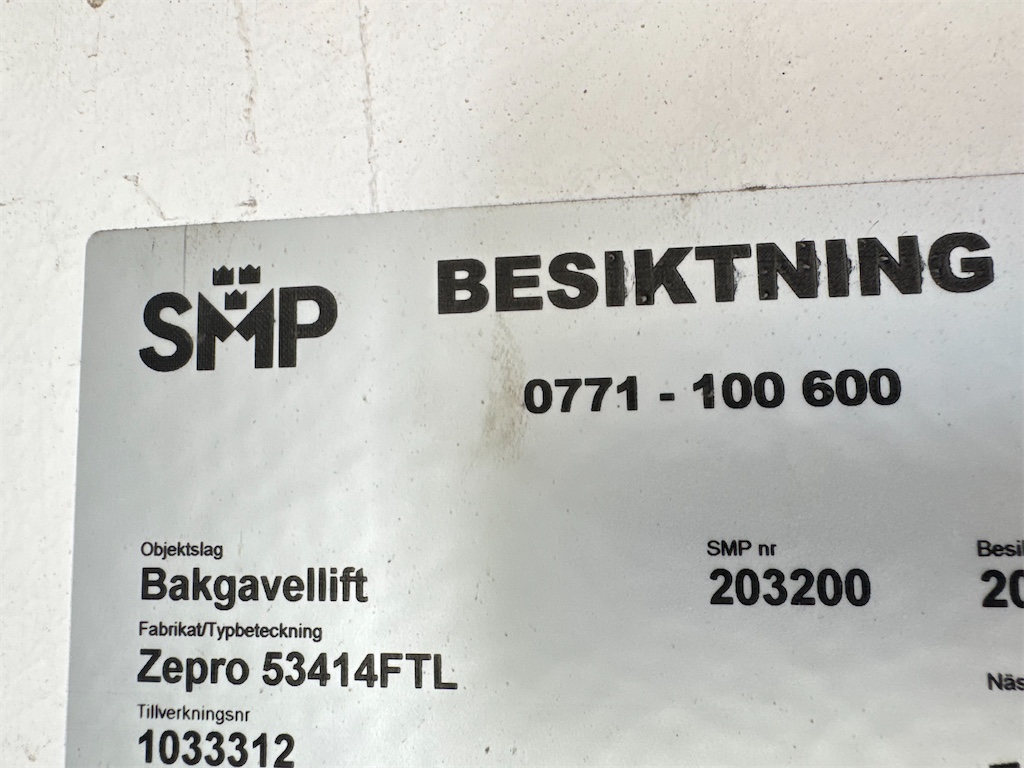 SMP BESIKTNING
0771 - 100 600
Objektslag SMP nr
Bakgavellift 203200
Fabrikat/Typbeteckning
Zepro 53414FTL
Tillverkningsnr
1033312